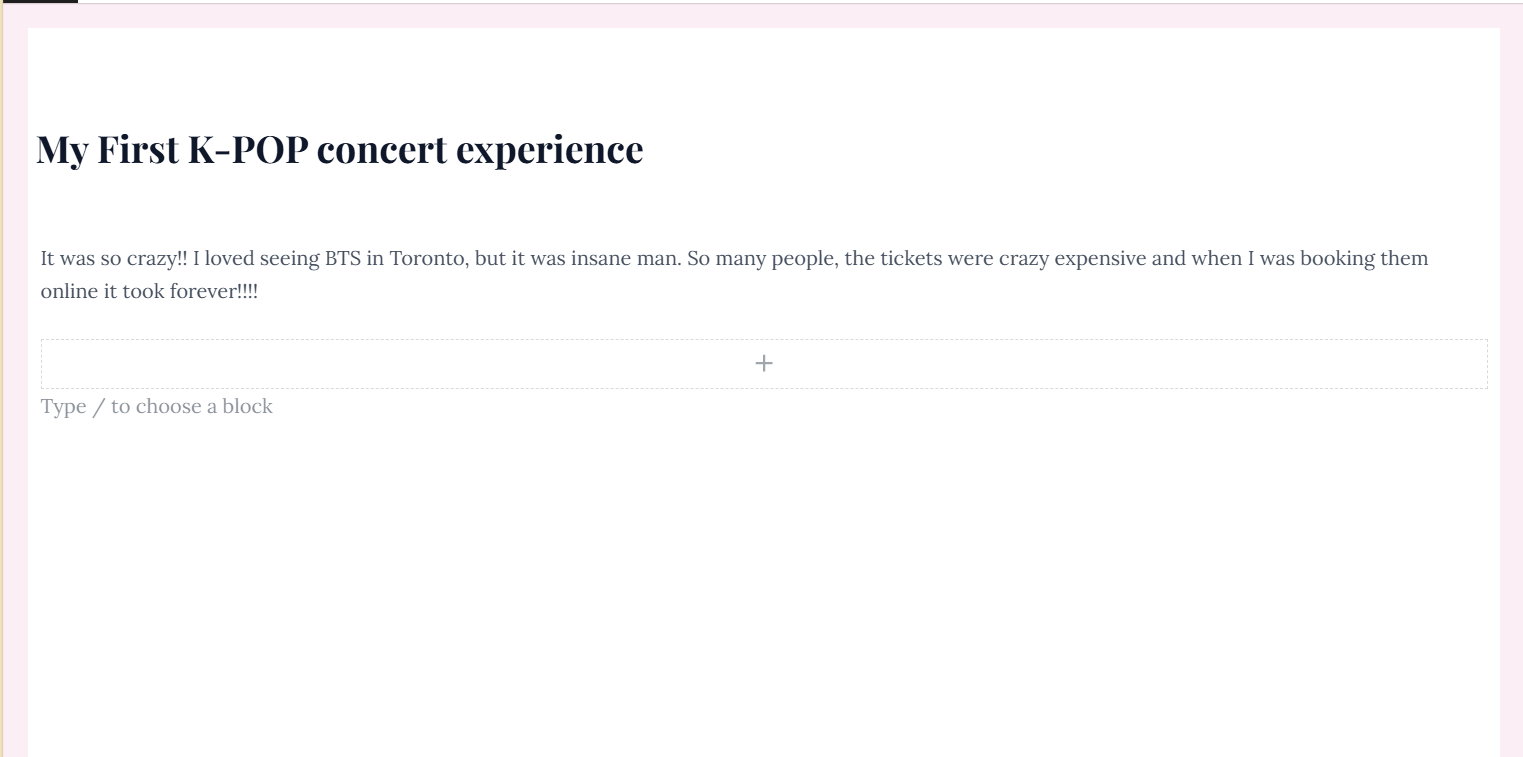 My First K-POP concert experience
It was so crazy!! I loved seeing BTS in Toronto, but it was insane man. So many people, the tickets were crazy expensive and when I was booking them
online it took forever!!!!
Type / to choose a block